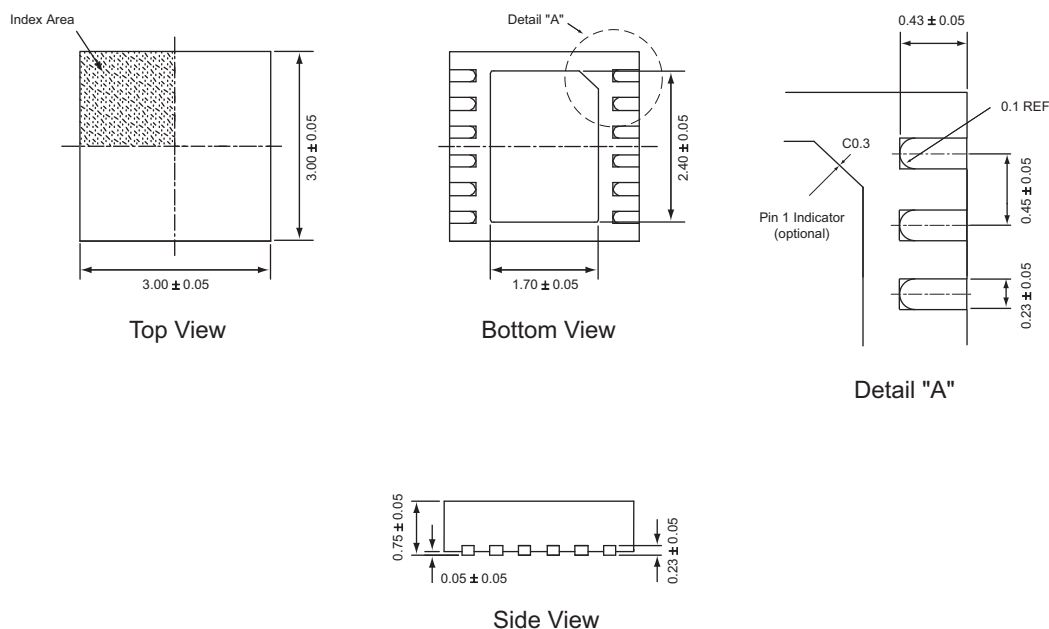 Index Area
3.00 ± 0.05
3.00 ± 0.05
Top View
Detail "A"
2.40 ± 0.05
1.70 ± 0.05
Bottom View
0.43 ± 0.05
0.1 REF
C0.3
0.45 ± 0.05
Pin 1 Indicator
(optional)
0.23 ± 0.05
Detail "A"
0.75 ± 0.05
0.05 ± 0.05
0.23 ± 0.05
Side View